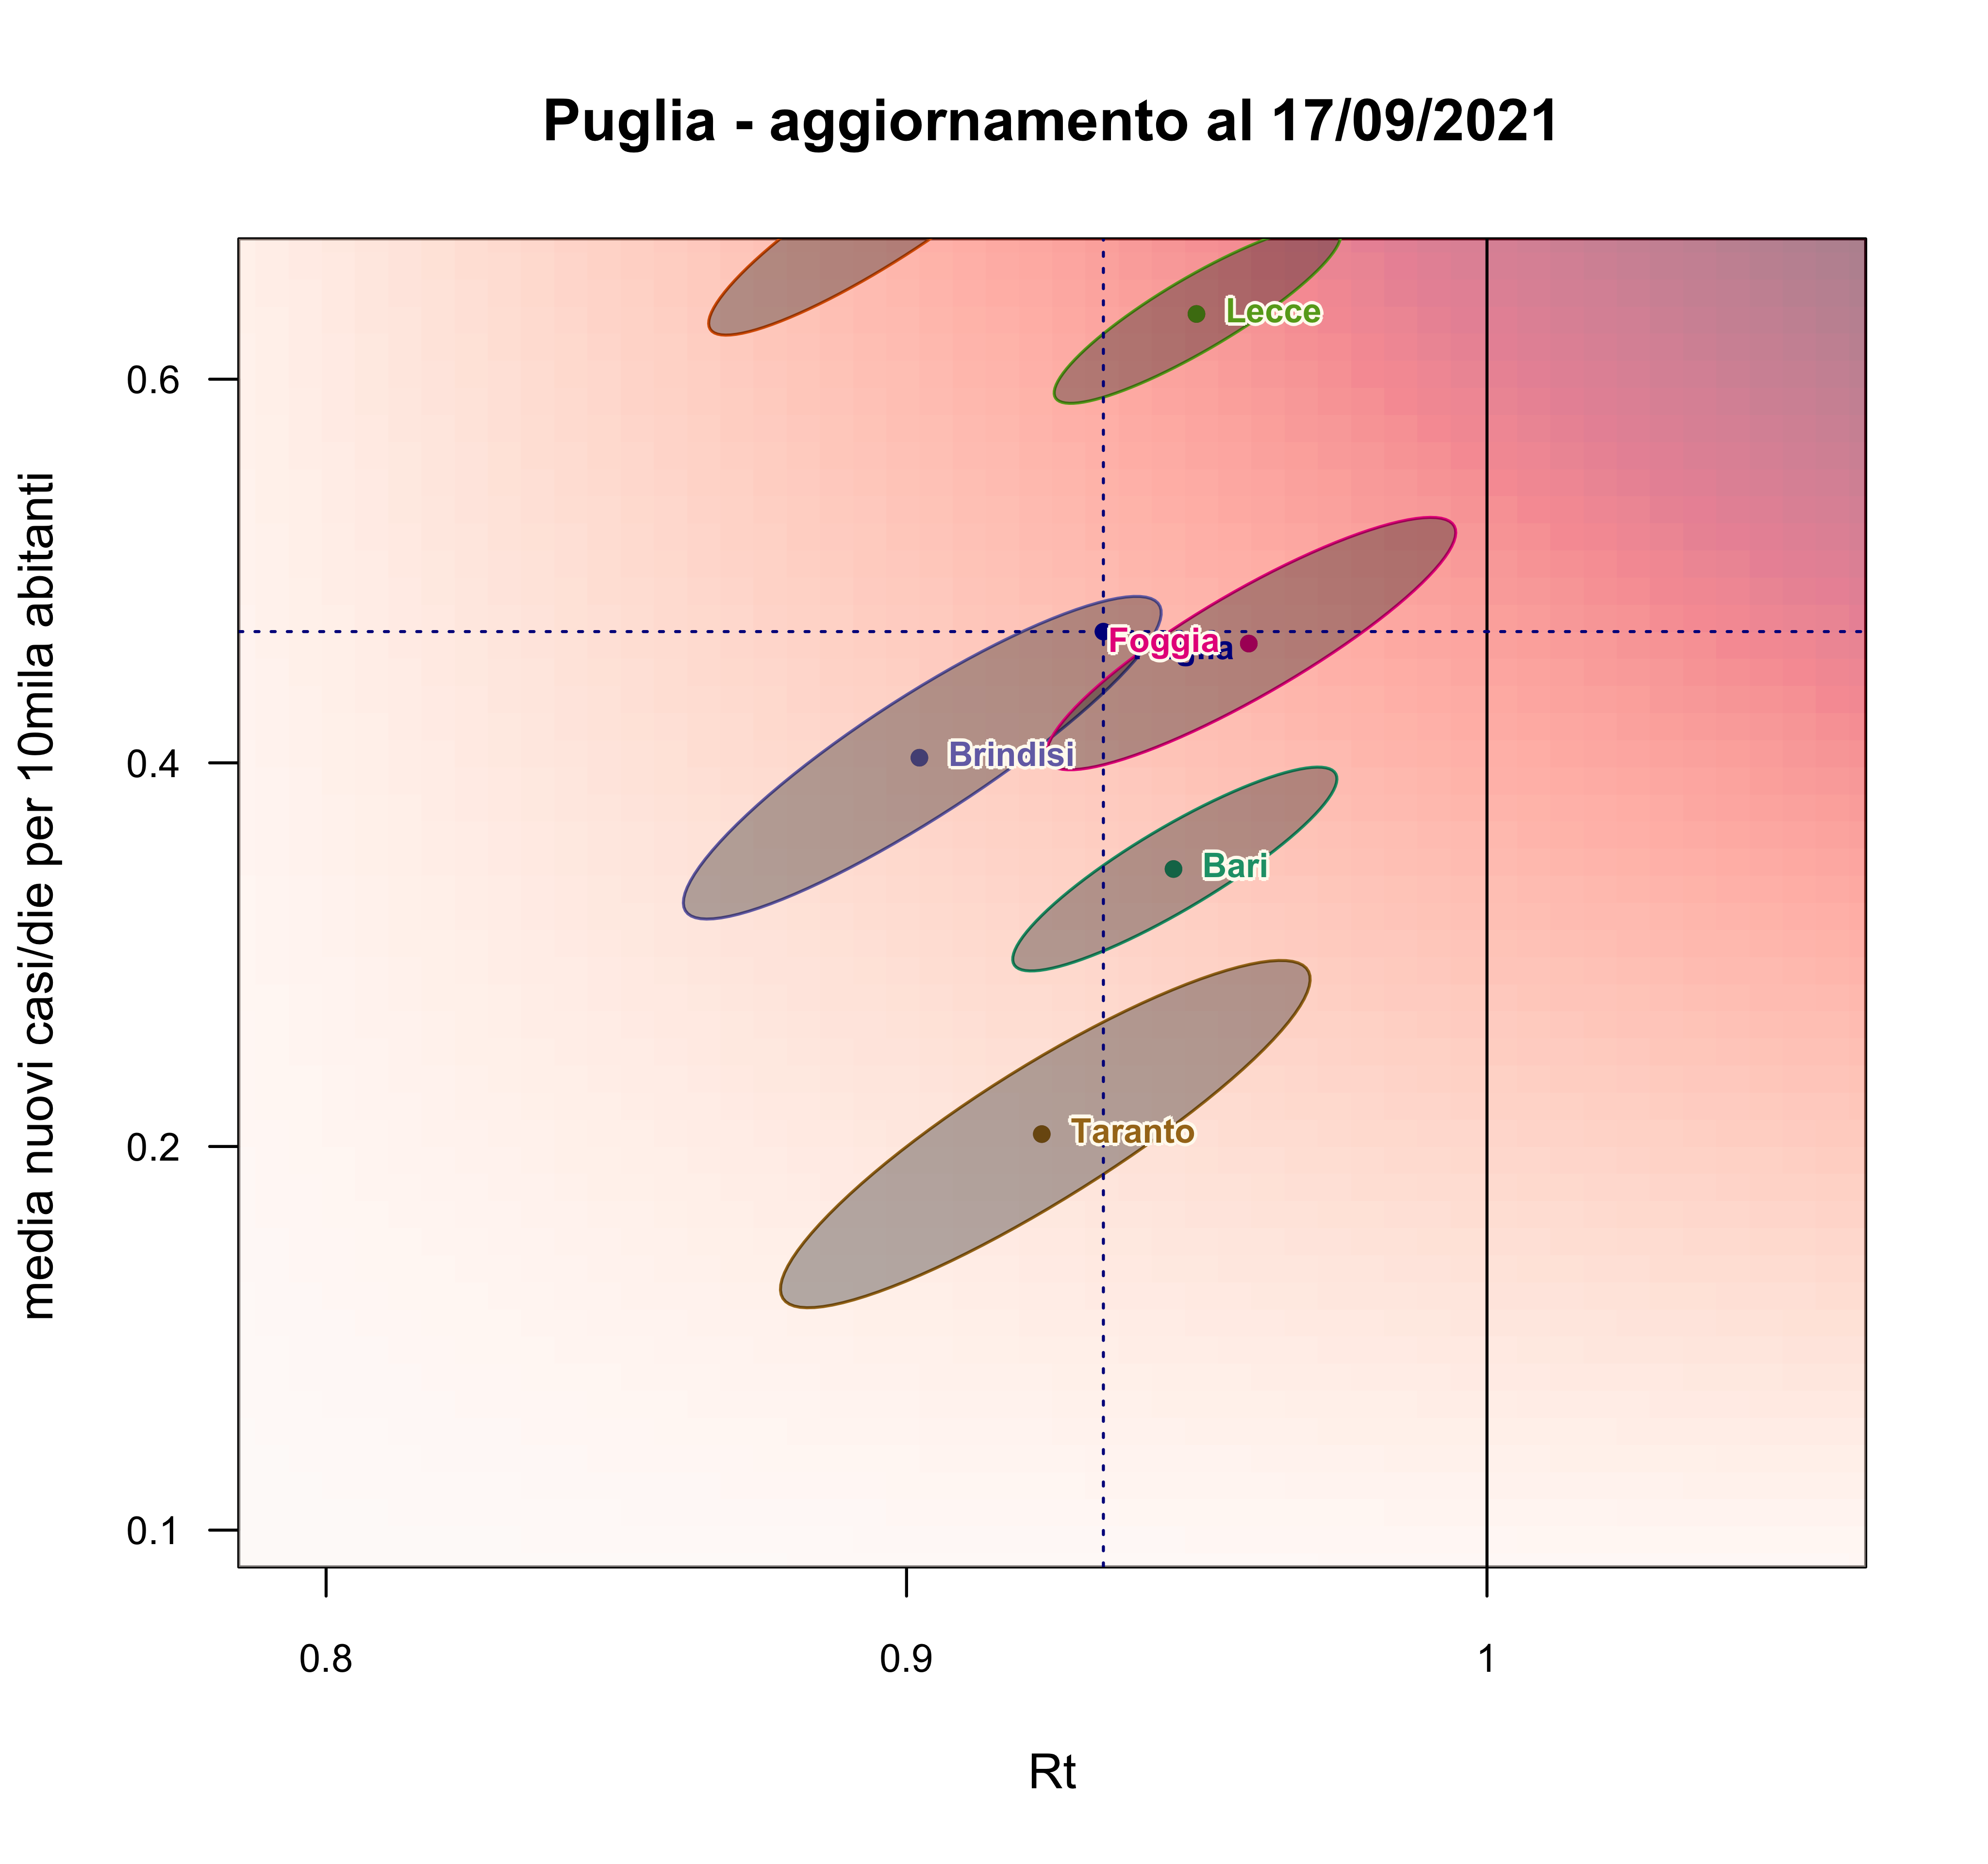 Puglia - aggiornamento al 17/09/2021
media nuovi casi/die per 10mila abitanti
0.6
0.4
0.2
0.1
Lecce
Foggia
Brindisi
Bari
Taranto
0.8
0.9
1
Rt